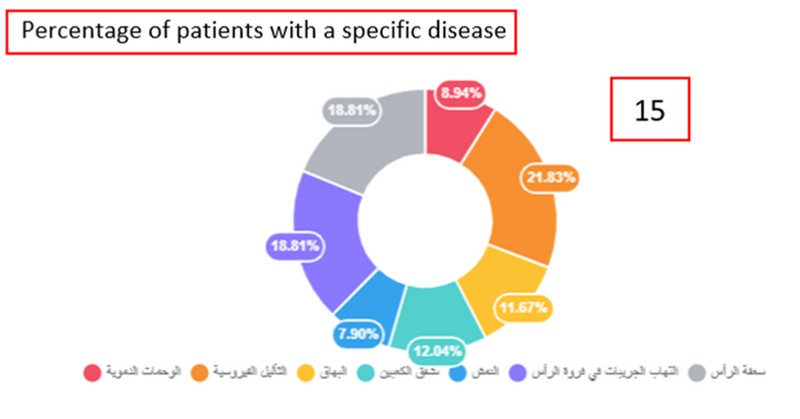 Percentage of patients with a specific disease
15
8.94%
18.81%
21.83%
18.81%
11.67%
7.90%
12.04%
الوحمات الدموية
الثآليل الفيروسية
البهاق
تشقق الكعبين
النمش
التهاب الجريبات في فروة الرأس
سعفة الرأس